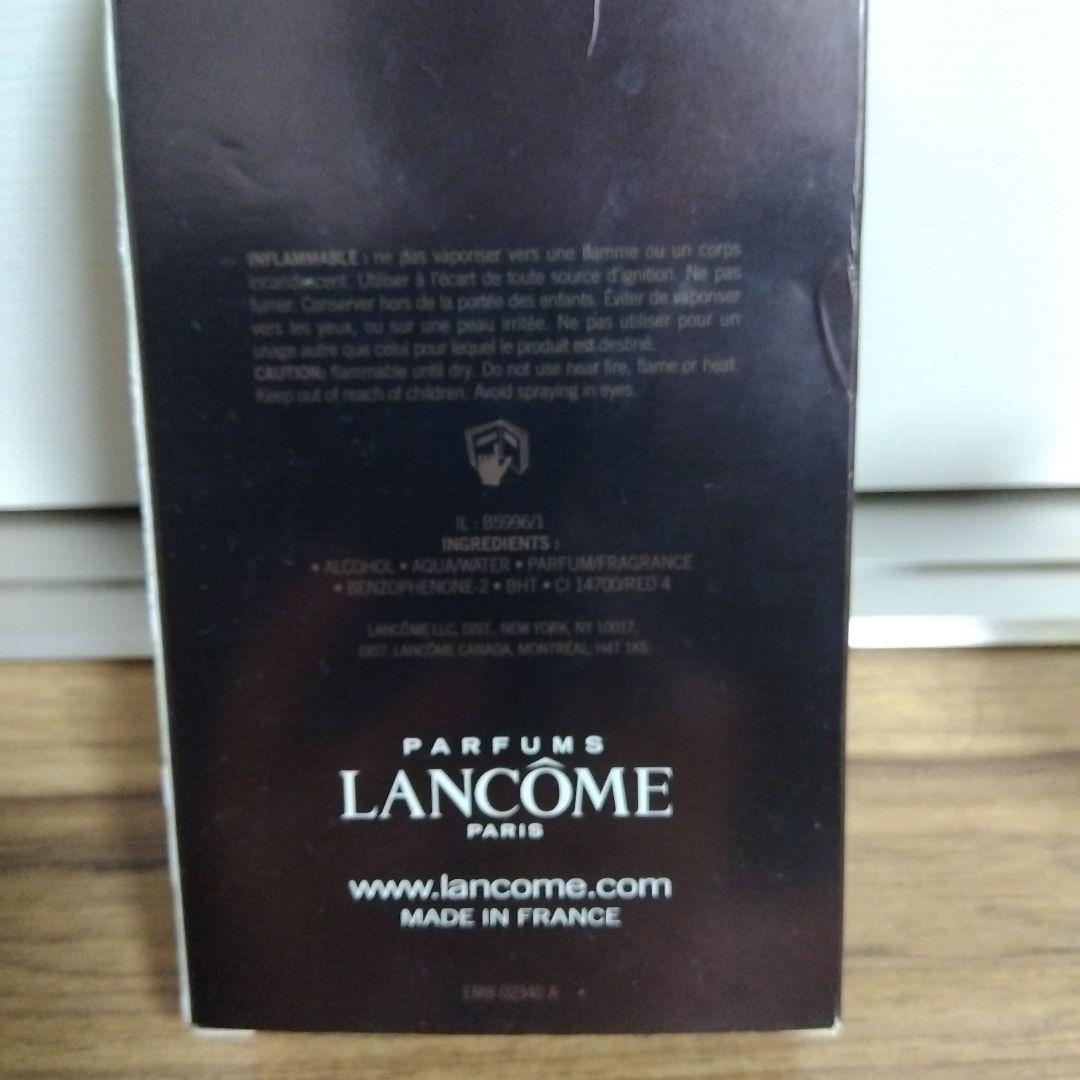 INFLAMMABLE : ne pas vaporiser vers une flamme ou un corps
incandescent. Utiliser à l'écart de toute source d'ignition. Ne pas
fumer. Conserver hors de la portée des enfants. Éviter de vaporiser
vers les yeux, ou sur une peau irritée. Ne pas utiliser pour un
usage autre que celui pour lequel le produit est destiné.
CAUTION: flammable until dry. Do not use near fire, flame or heat.
Keep out of reach of children. Avoid spraying in eyes.
IL : B5996/1
INGREDIENTS :
• ALCOHOL • AQUA/WATER • PARFUM/FRAGRANCE
• BENZOPHENONE-2 • BHT • CI 14700/RED 4
LANCÔME LLC, DIST., NEW YORK, NY 10017,
DIST. LANCÔME CANADA, MONTRÉAL, H4T 1K5
PARFUMS
LANCÔME
PARIS
www.lancome.com
MADE IN FRANCE
EMB 02340 A